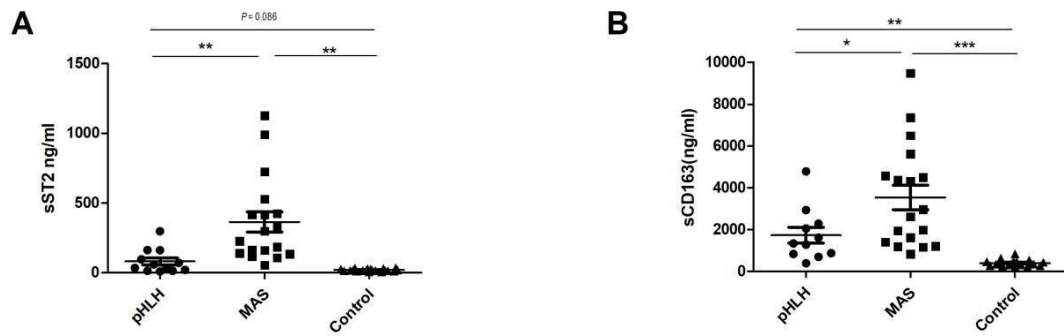 A
P = 0.086
**
**
sST2 ng/ml
1500
1000
500
0
pHLH
MAS
Control
B
**
*
***
sCD163(ng/ml)
10000
8000
6000
4000
2000
0
pHLH
MAS
Control